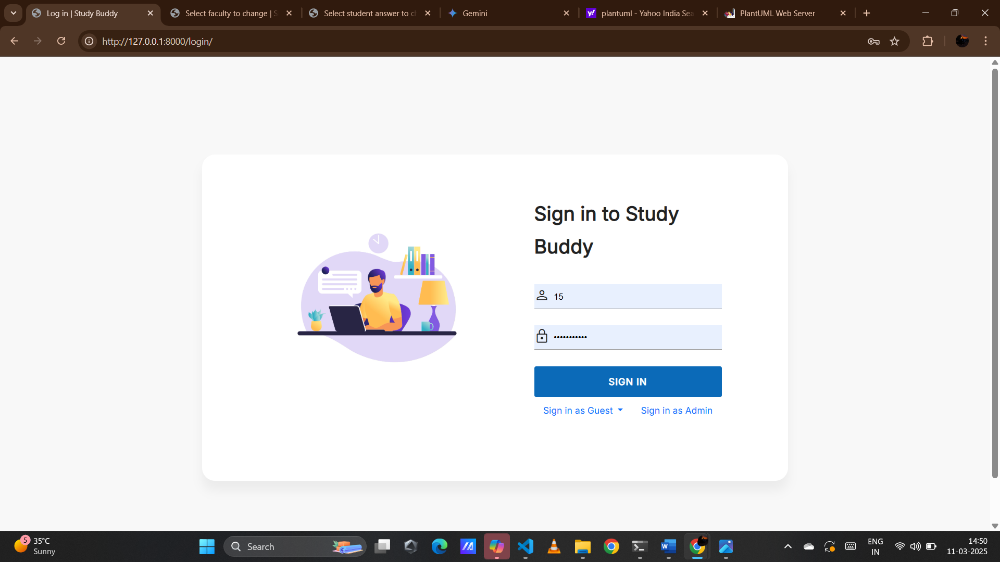 Log in | Study Buddy
Select faculty to change | S
Select student answer to cl
Gemini
y!
plantuml - Yahoo India Sea
PlantUML Web Server
http://127.0.0.1:8000/login/
Sign in to Study
Buddy
15
•••••••••••
SIGN IN
Sign in as Guest
Sign in as Admin
5
35°C
Sunny
Search
W
ENG
IN
14:50
11-03-2025